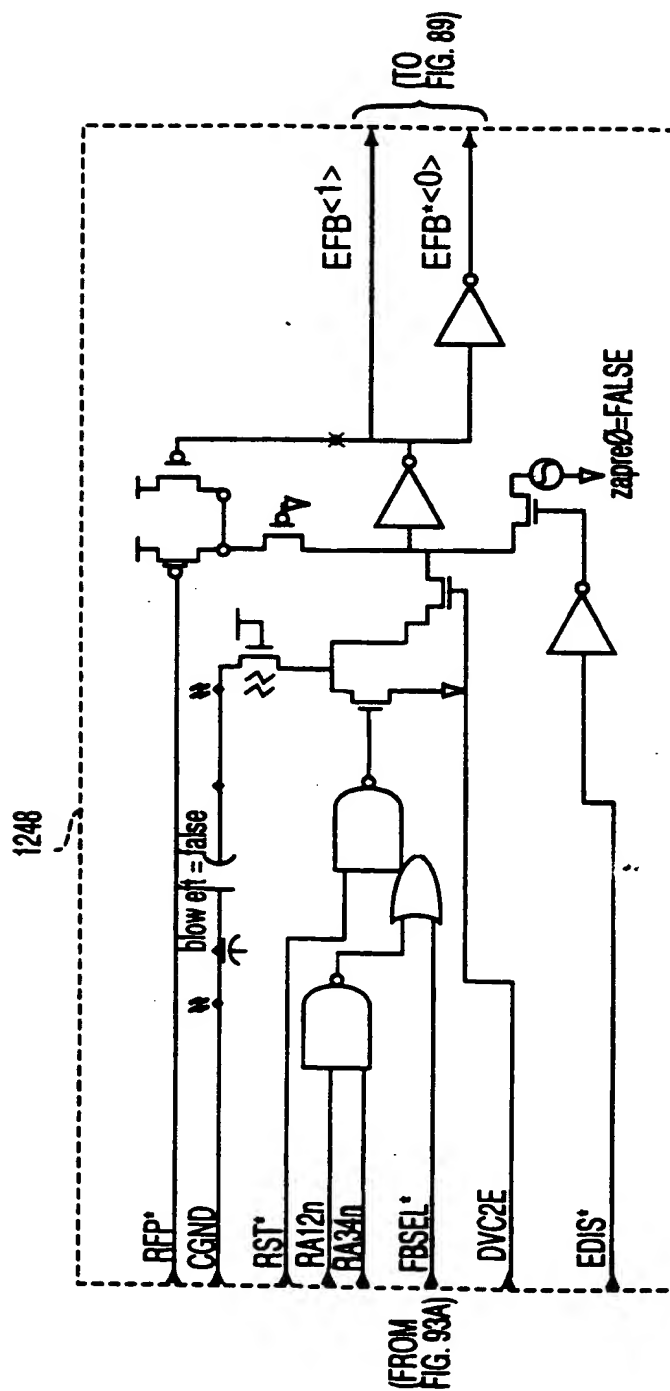 1248
RFP*
CGND
RST*
RA12n
RA34n
FBSEL*
DVC2E
EDIS*
(FROM
FIG. 93A)
blow eft = false
zapreØ=FALSE
EFB<1>
EFB*<0>
(TO
FIG. 89)